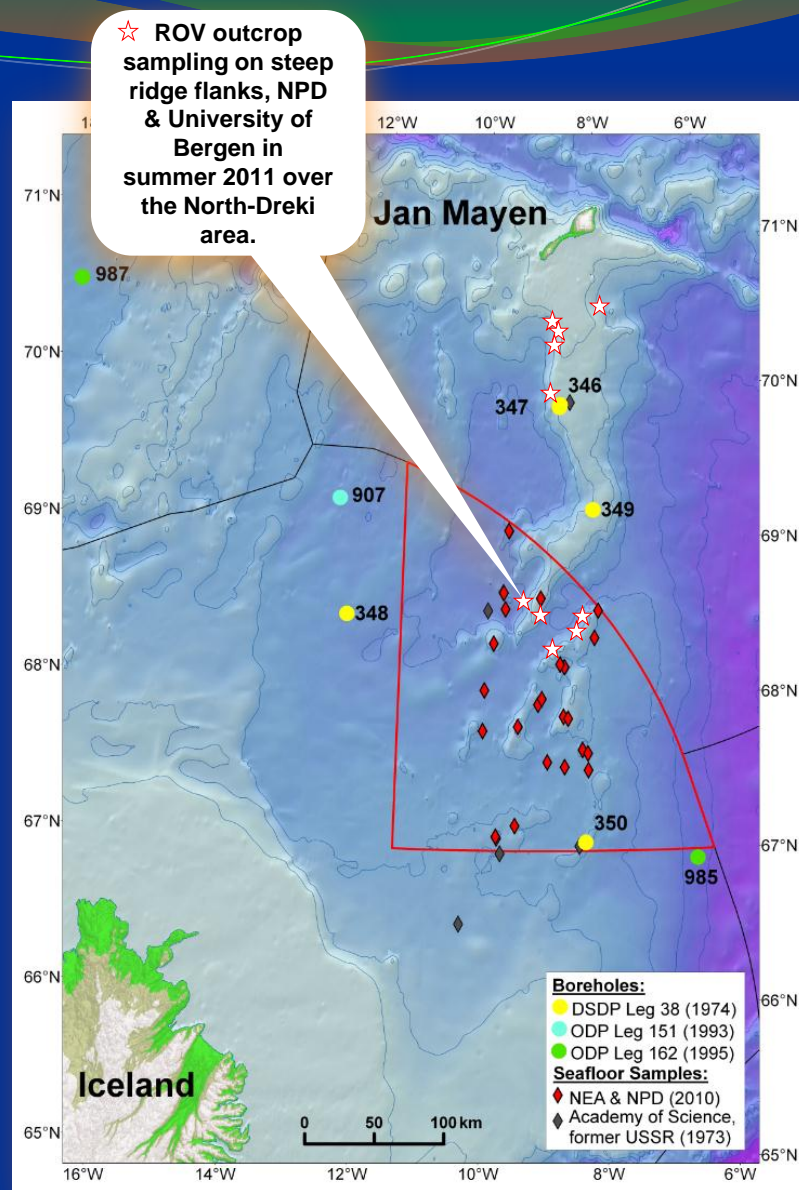 ROV outcrop
sampling on steep
ridge flanks, NPD
& University of
Bergen in
summer 2011 over
the North-Dreki
area.
12°W 10°W 8°W 6°W
71°N
Jan Mayen
71°N
987
70°N
70°N
346
347
69°N
907
349
69°N
348
68°N
68°N
67°N
350
67°N
985
66°N
66°N
Boreholes:
DSDP Leg 38 (1974)
ODP Leg 151 (1993)
ODP Leg 162 (1995)
Seafloor Samples:
NEA & NPD (2010)
Academy of Science,
former USSR (1973)
Iceland
0 50 100 km
65°N
65°N
16°W 14°W 12°W 10°W 8°W 6°W